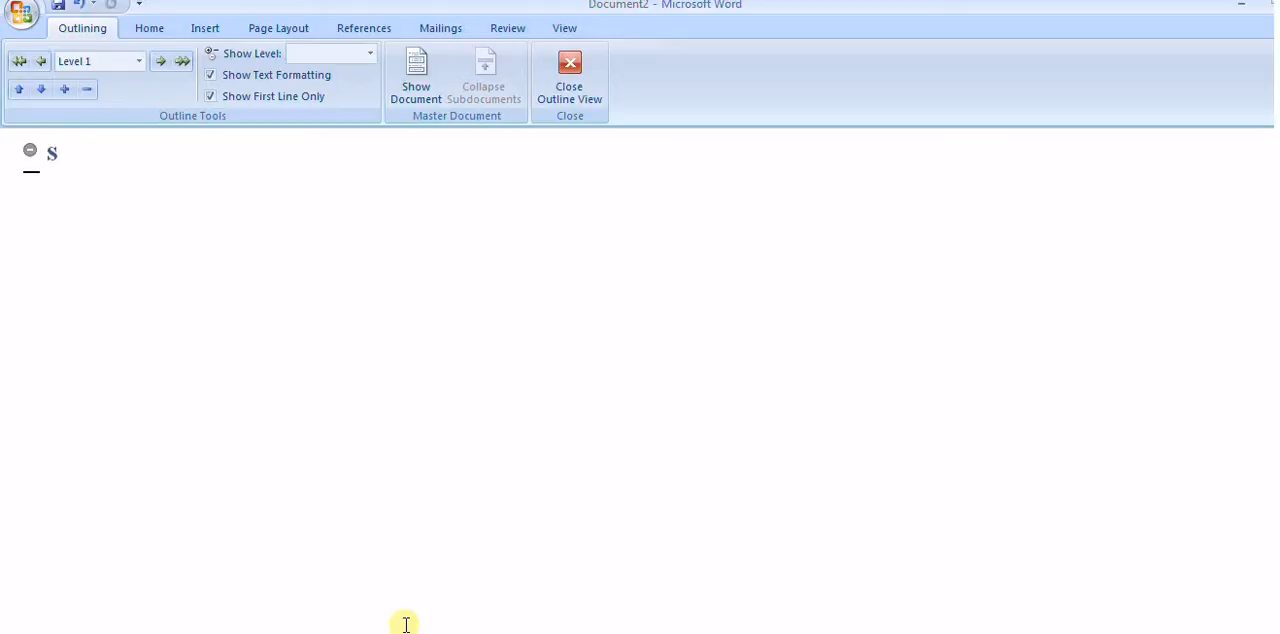 Document2 - Microsoft Word
Outlining Home Insert Page Layout References Mailings Review View
Level 1
Show Level:
Show Text Formatting
Show First Line Only
Outline Tools
Show Document
Collapse Subdocuments
Master Document
Close Outline View
Close
s